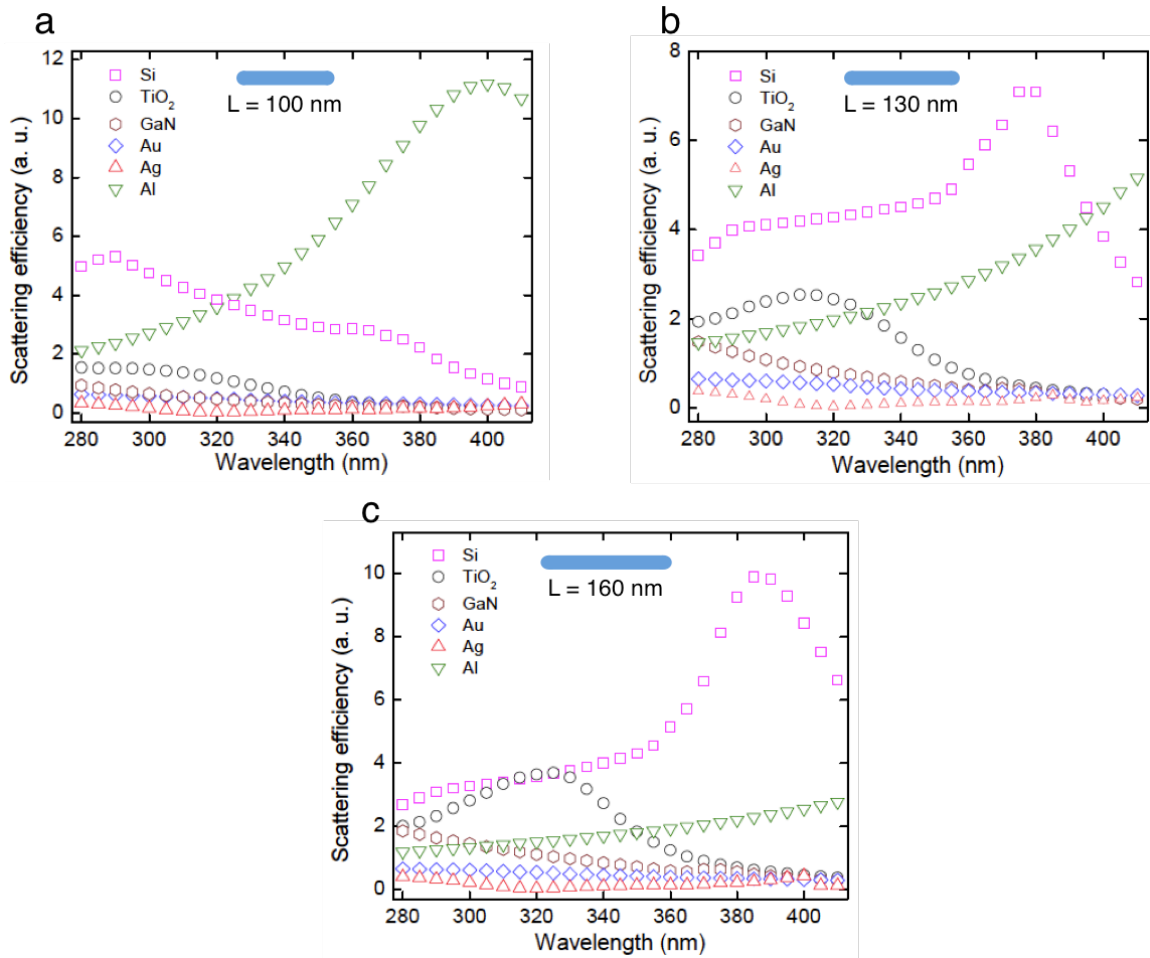 a
12
10
8
6
4
2
0
Scattering efficiency (a. u.)
Si
TiO₂
GaN
Au
Ag
Al
L = 100 nm
280 300 320 340 360 380 400
Wavelength (nm)
b
8
6
4
2
0
Scattering efficiency (a. u.)
Si
TiO₂
GaN
Au
Ag
Al
L = 130 nm
280 300 320 340 360 380 400
Wavelength (nm)
c
10
8
6
4
2
0
Scattering efficiency (a. u.)
Si
TiO₂
GaN
Au
Ag
Al
L = 160 nm
280 300 320 340 360 380 400
Wavelength (nm)